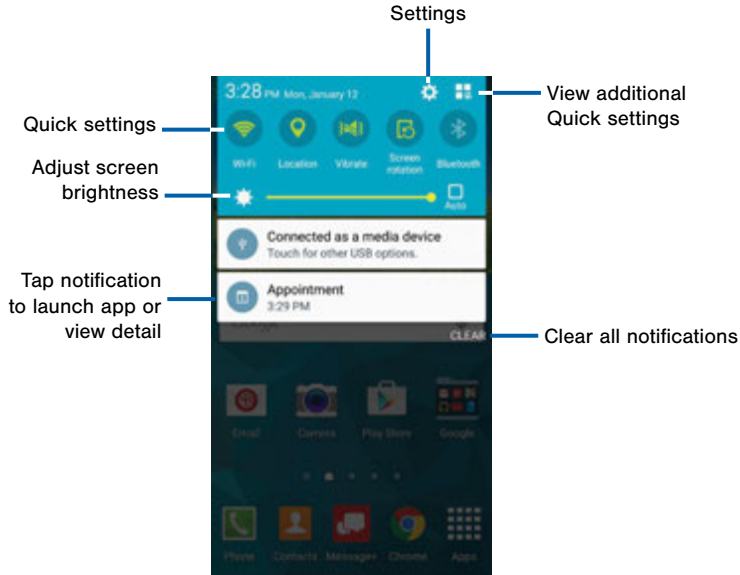 Settings
3:28 PM Mon, January 12
View additional
Quick settings
Quick settings
Wi-Fi
Location
Vibrate
Screen
rotation
Bluetooth
Adjust screen
brightness
Auto
Connected as a media device
Touch for other USB options.
Tap notification
to launch app or
view detail
Appointment
3:29 PM
CLEAR
Clear all notifications
Email
Camera
Play Store
Google
Phone
Contacts
Message+
Chrome
Apps